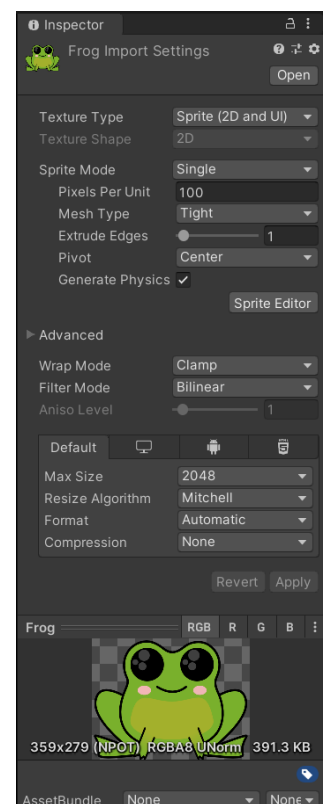 Inspector
Frog Import Settings
Open
Texture Type Sprite (2D and UI)
Texture Shape 2D
Sprite Mode Single
Pixels Per Unit 100
Mesh Type Tight
Extrude Edges 1
Pivot Center
Generate Physics
Sprite Editor
Advanced
Wrap Mode Clamp
Filter Mode Bilinear
Aniso Level 1
Default
Max Size 2048
Resize Algorithm Mitchell
Format Automatic
Compression None
Revert Apply
Frog RGB R G B
359x279 (NPOT) RGBA8 UNorm 391.3 KB
AssetBundle None None